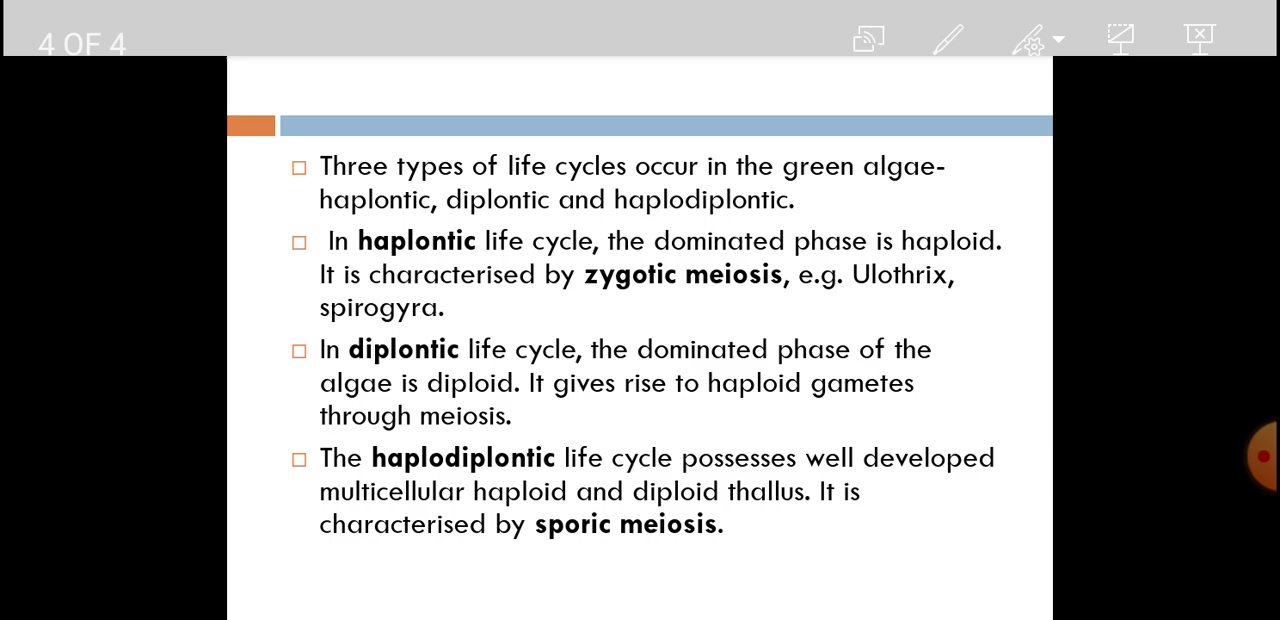 4 OF 4
Three types of life cycles occur in the green algae-
haplontic, diplontic and haplodiplontic.
In haplontic life cycle, the dominated phase is haploid.
It is characterised by zygotic meiosis, e.g. Ulothrix,
spirogyra.
In diplontic life cycle, the dominated phase of the
algae is diploid. It gives rise to haploid gametes
through meiosis.
The haplodiplontic life cycle possesses well developed
multicellular haploid and diploid thallus. It is
characterised by sporic meiosis.